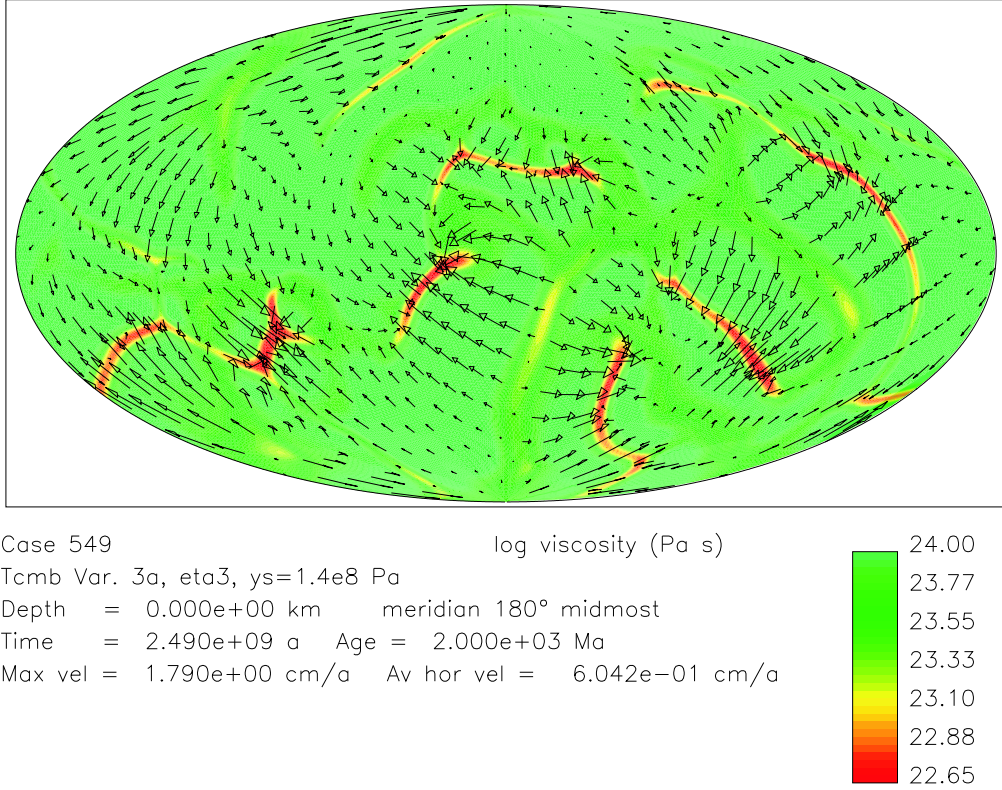 Case 549 log viscosity (Pa s)
Tcmb Var. 3a, eta3, ys=1.4e8 Pa
Depth = 0.000e+00 km meridian 180° midmost
Time = 2.490e+09 a Age = 2.000e+03 Ma
Max vel = 1.790e+00 cm/a Av hor vel = 6.042e−01 cm/a
24.00
23.77
23.55
23.33
23.10
22.88
22.65